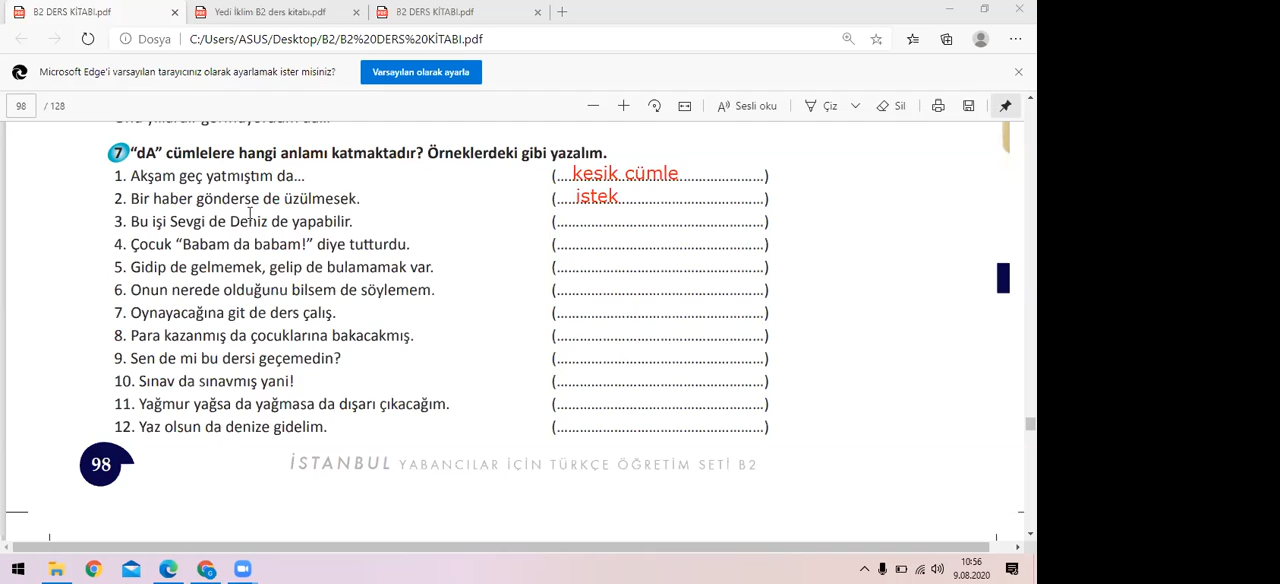 B2 DERS KİTABI.pdf
Yedi İklim B2 ders kitabı.pdf
B2 DERS KİTABI.pdf
Dosya C:/Users/ASUS/Desktop/B2/B2%20DERS%20KİTABI.pdf
Microsoft Edge'i varsayılan tarayıcınız olarak ayarlamak ister misiniz? Varsayılan olarak ayarla
98 / 128 Sesli oku Çiz Sil
7 "dA" cümlelere hangi anlamı katmaktadır? Örneklerdeki gibi yazalım.
1. Akşam geç yatmıştım da... (...kesik cümle...)
2. Bir haber gönderse de üzülmesek. (...istek...)
3. Bu işi Sevgi de Deniz de yapabilir. (...)
4. Çocuk "Babam da babam!" diye tutturdu. (...)
5. Gidip de gelmemek, gelip de bulamamak var. (...)
6. Onun nerede olduğunu bilsem de söylemem. (...)
7. Oynayacağına git de ders çalış. (...)
8. Para kazanmış da çocuklarına bakacakmış. (...)
9. Sen de mi bu dersi geçemedin? (...)
10. Sınav da sınavmış yani! (...)
11. Yağmur yağsa da yağmasa da dışarı çıkacağım. (...)
12. Yaz olsun da denize gidelim. (...)
98 İSTANBUL YABANCILAR İÇİN TÜRKÇE ÖĞRETİM SETİ B2
10:56
9.08.2020